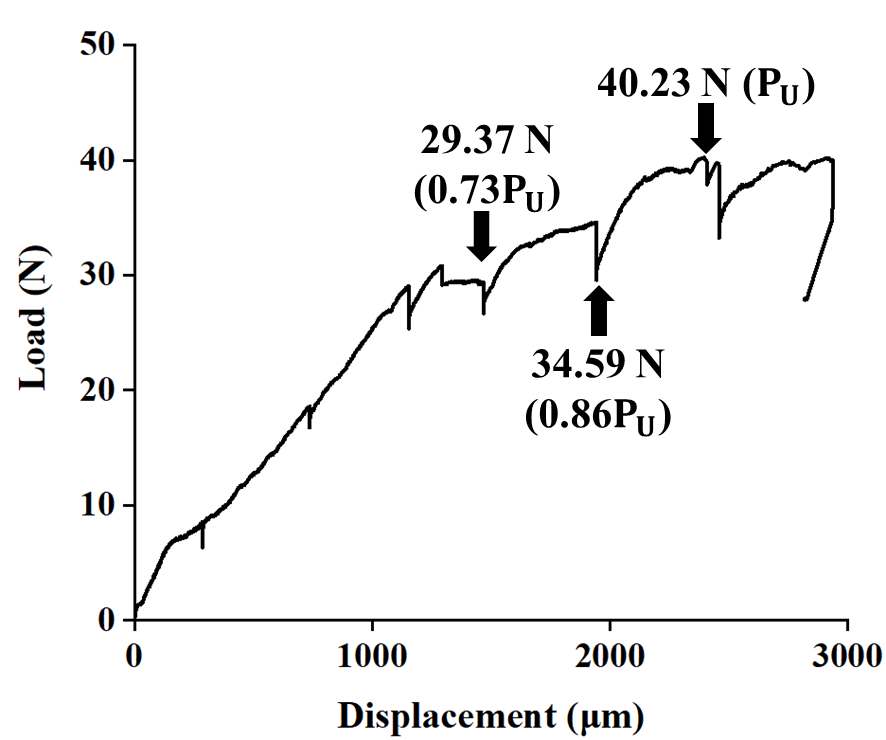 50
40
30
20
10
0
Load (N)
40.23 N (PU)
29.37 N
(0.73PU)
34.59 N
(0.86PU)
0 1000 2000 3000
Displacement (μm)